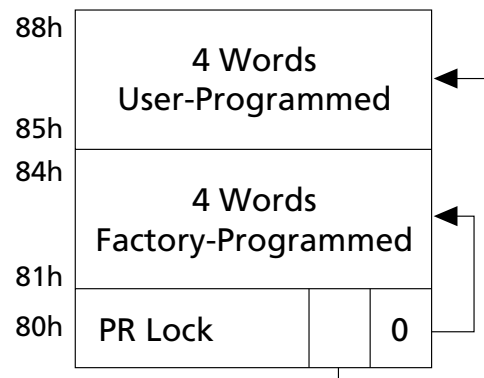 88h
4 Words
User-Programmed
85h
84h
4 Words
Factory-Programmed
81h
80h PR Lock 0